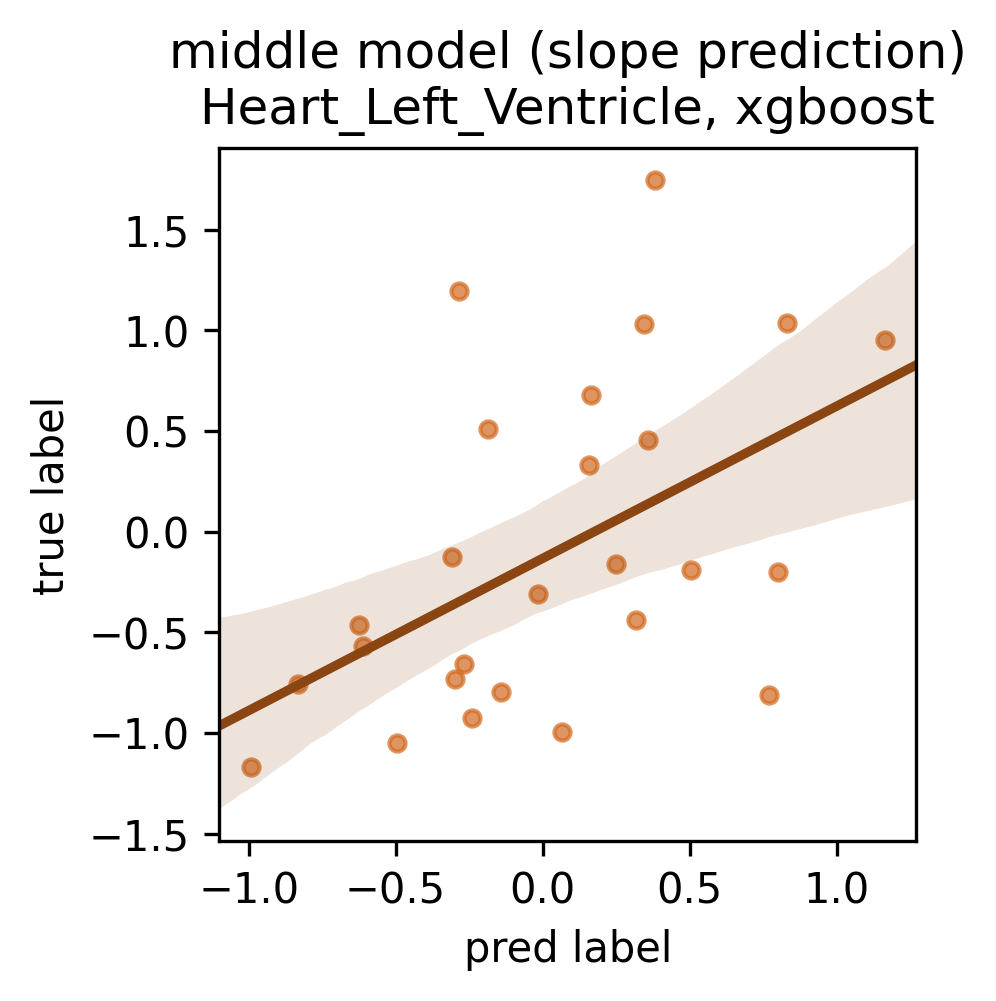 middle model (slope prediction)
Heart_Left_Ventricle, xgboost
1.5
1.0
0.5
0.0
−0.5
−1.0
−1.5
true label
−1.0 −0.5 0.0 0.5 1.0
pred label